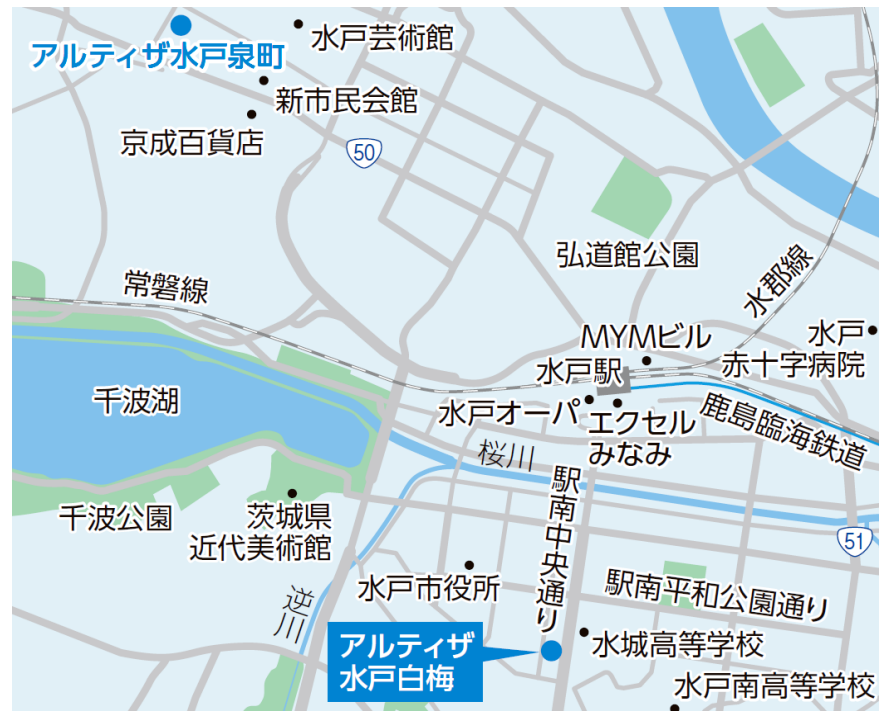 水戸芸術館
アルティザ水戸泉町
新市民会館
京成百貨店
50
弘道館公園
水郡線
常磐線
MYMビル
水戸
赤十字病院
水戸駅
千波湖
水戸オーパ
エクセル
みなみ
鹿島臨海鉄道
桜川
駅南中央通り
千波公園
茨城県
近代美術館
51
水戸市役所
駅南平和公園通り
逆川
アルティザ
水戸白梅
水城高等学校
水戸南高等学校